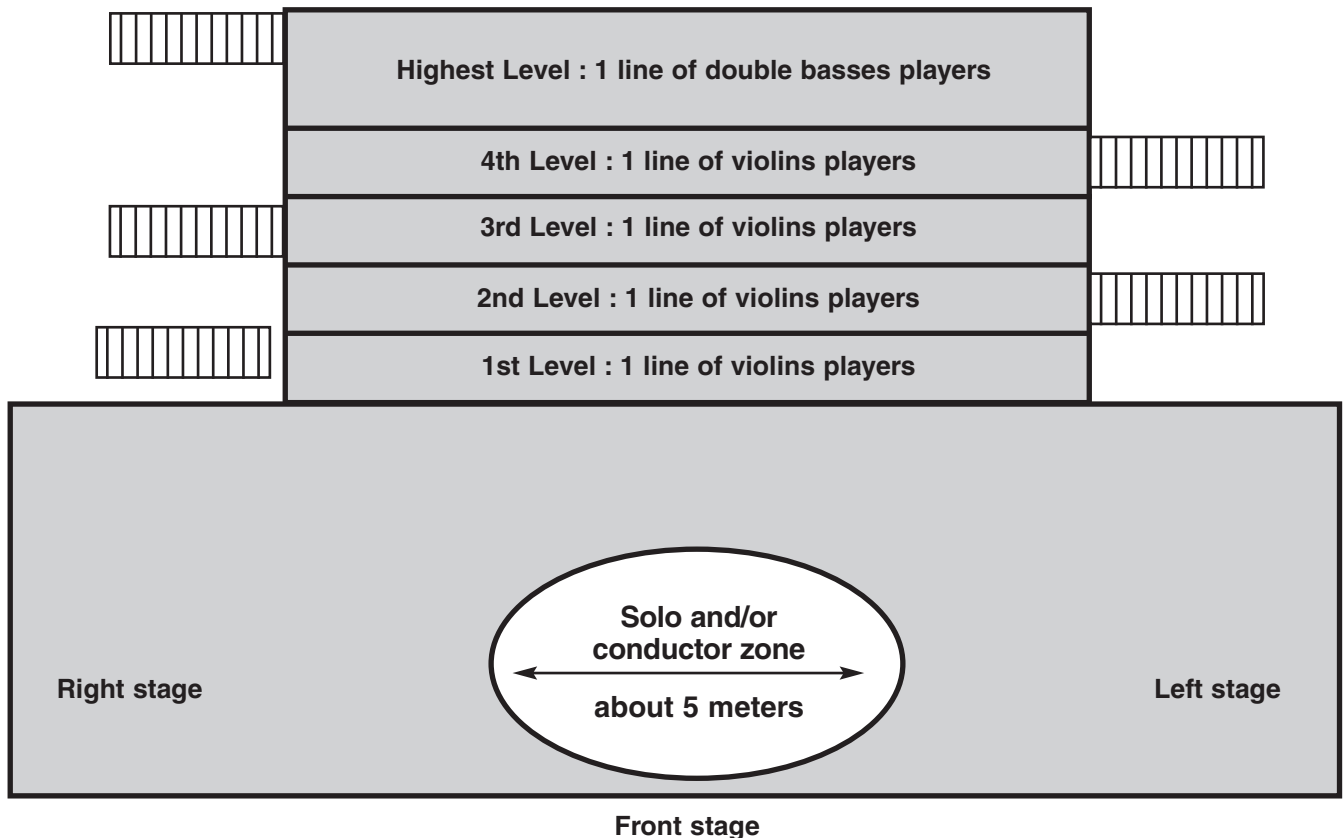 Highest Level : 1 line of double basses players
4th Level : 1 line of violins players
3rd Level : 1 line of violins players
2nd Level : 1 line of violins players
1st Level : 1 line of violins players
Solo and/or
conductor zone
about 5 meters
Right stage
Left stage
Front stage